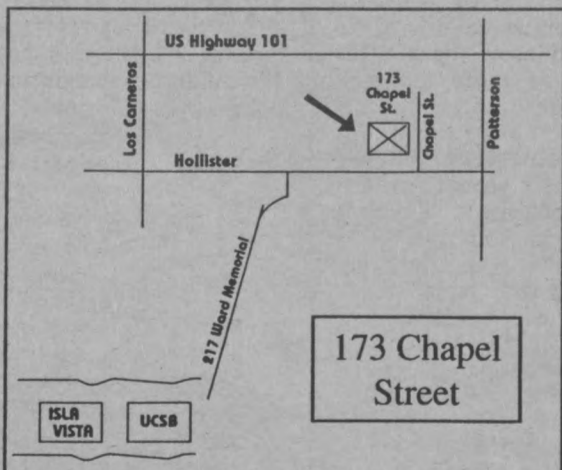 US Highway 101
Los Carneros
173
Chapel
St.
Chapel St.
Patterson
Hollister
217 Ward Memorial
173 Chapel
Street
ISLA
VISTA
UCSB